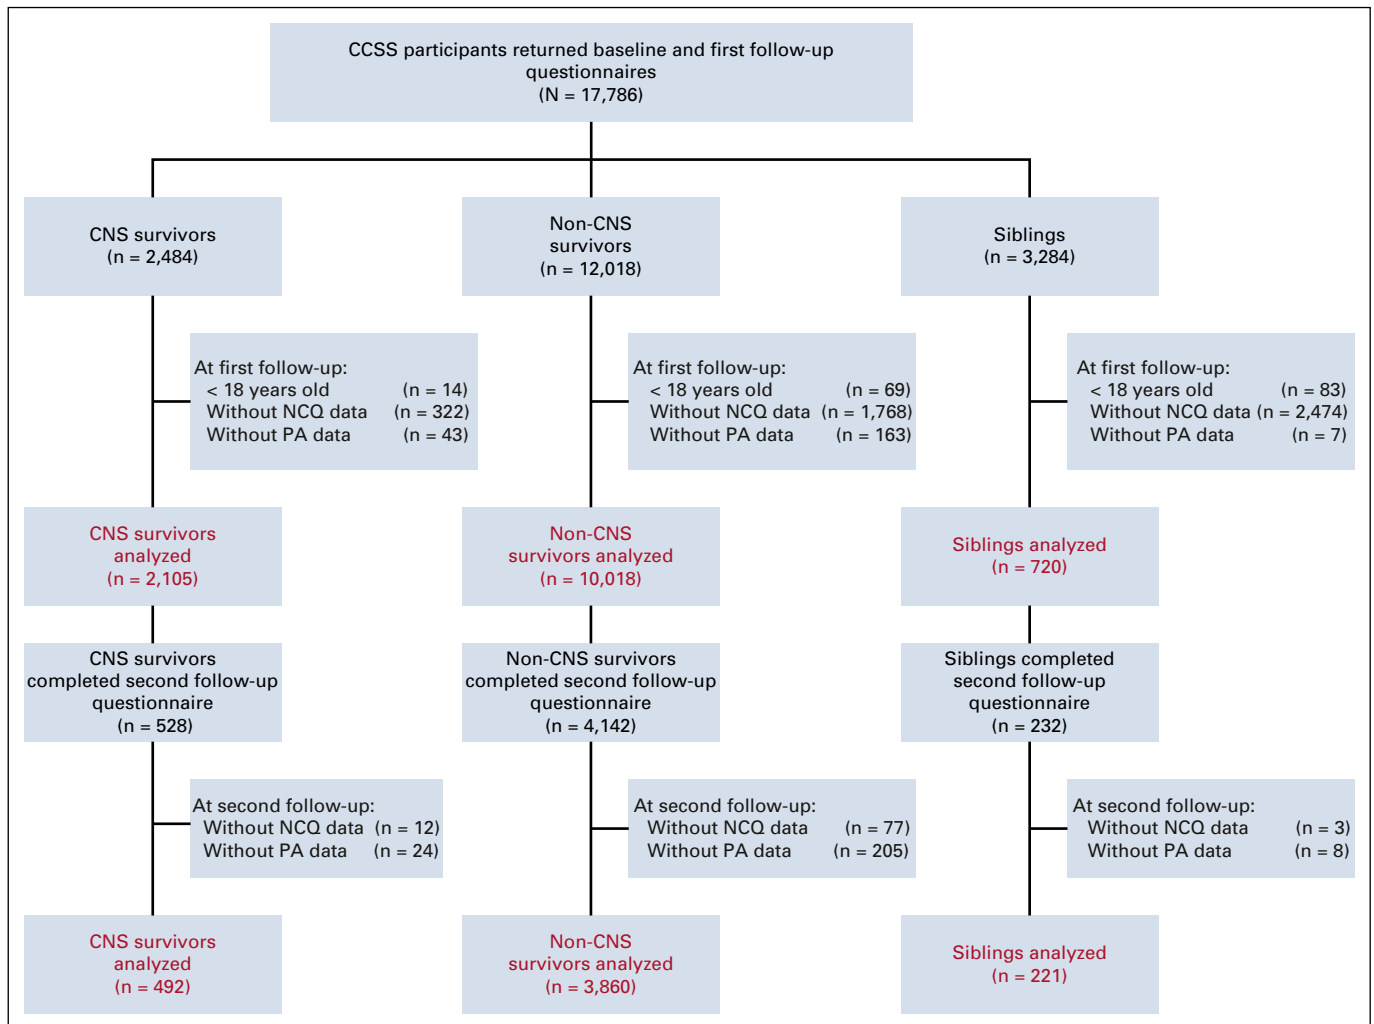 CCSS participants returned baseline and first follow-up
questionnaires
(N = 17,786)
CNS survivors
(n = 2,484)
Non-CNS
survivors
(n = 12,018)
Siblings
(n = 3,284)
At first follow-up:
< 18 years old (n = 14)
Without NCQ data (n = 322)
Without PA data (n = 43)
At first follow-up:
< 18 years old (n = 69)
Without NCQ data (n = 1,768)
Without PA data (n = 163)
At first follow-up:
< 18 years old (n = 83)
Without NCQ data (n = 2,474)
Without PA data (n = 7)
CNS survivors
analyzed
(n = 2,105)
Non-CNS
survivors analyzed
(n = 10,018)
Siblings analyzed
(n = 720)
CNS survivors
completed second follow-up
questionnaire
(n = 528)
Non-CNS survivors
completed second follow-up
questionnaire
(n = 4,142)
Siblings completed
second follow-up
questionnaire
(n = 232)
At second follow-up:
Without NCQ data (n = 12)
Without PA data (n = 24)
At second follow-up:
Without NCQ data (n = 77)
Without PA data (n = 205)
At second follow-up:
Without NCQ data (n = 3)
Without PA data (n = 8)
CNS survivors
analyzed
(n = 492)
Non-CNS
survivors analyzed
(n = 3,860)
Siblings analyzed
(n = 221)